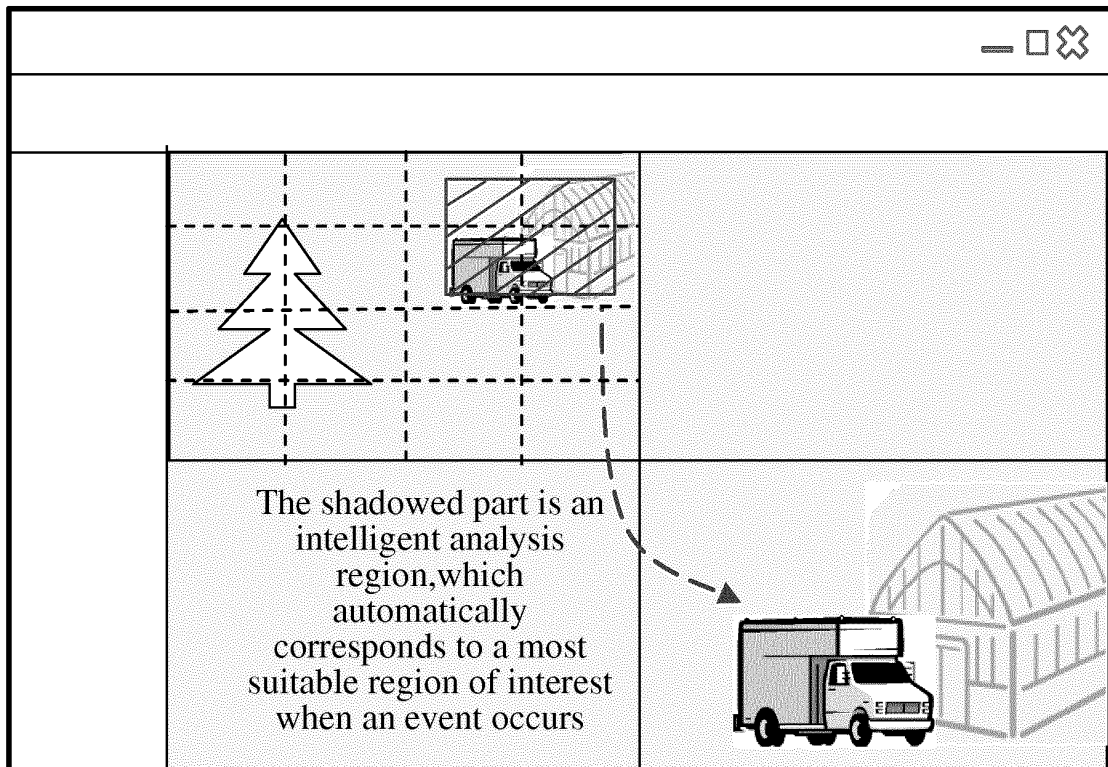 The shadowed part is an
intelligent analysis
region,which
automatically
corresponds to a most
suitable region of interest
when an event occurs